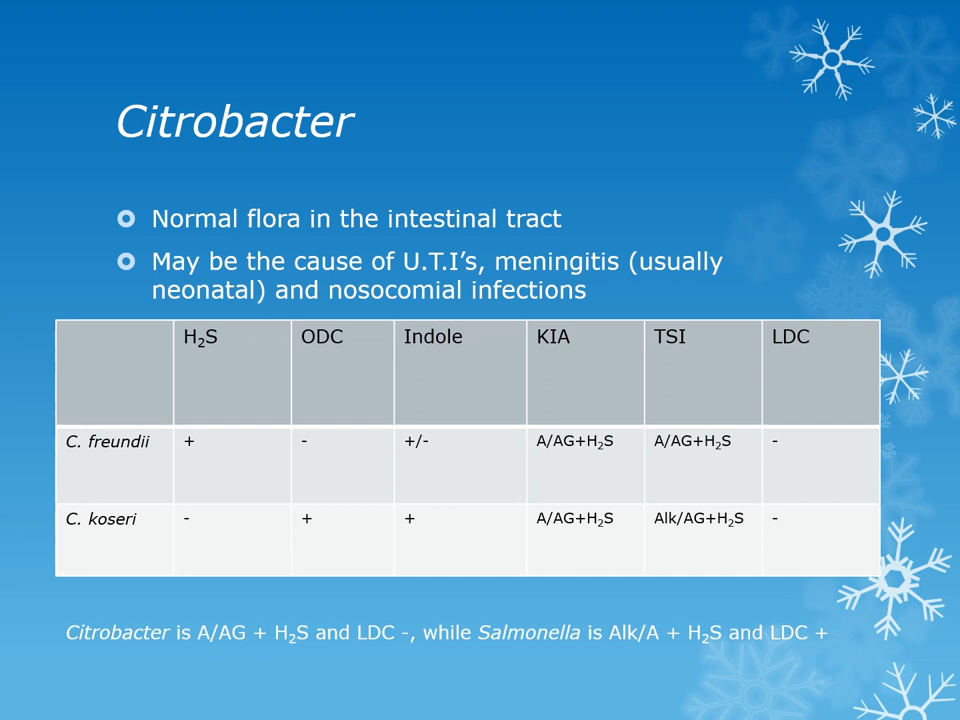 Citrobacter
Normal flora in the intestinal tract
May be the cause of U.T.I’s, meningitis (usually
neonatal) and nosocomial infections
H₂S ODC Indole KIA TSI LDC
C. freundii + - +/- A/AG+H₂S A/AG+H₂S -
C. koseri - + + A/AG+H₂S Alk/AG+H₂S -
Citrobacter is A/AG + H₂S and LDC -, while Salmonella is Alk/A + H₂S and LDC +